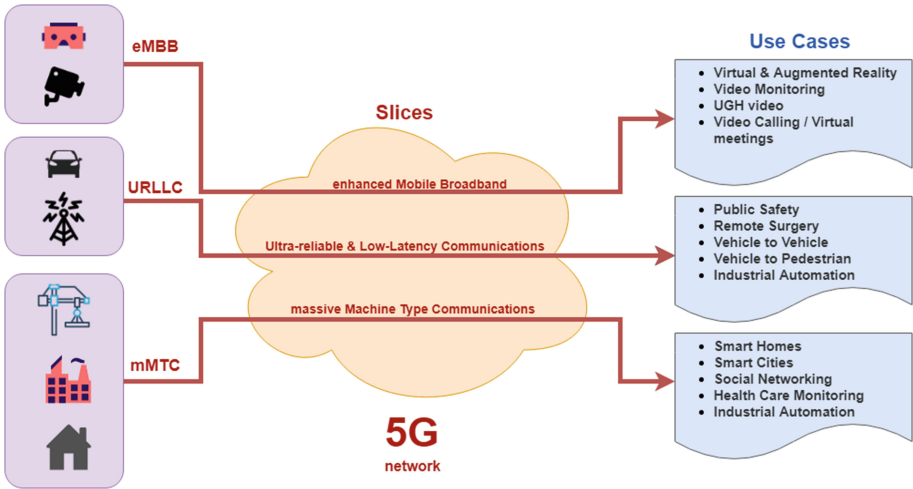 eMBB
URLLC
mMTC
Slices
enhanced Mobile Broadband
Ultra-reliable & Low-Latency Communications
massive Machine Type Communications
5G
network
Use Cases
Virtual & Augmented Reality
Video Monitoring
UGH video
Video Calling / Virtual
meetings
Public Safety
Remote Surgery
Vehicle to Vehicle
Vehicle to Pedestrian
Industrial Automation
Smart Homes
Smart Cities
Social Networking
Health Care Monitoring
Industrial Automation